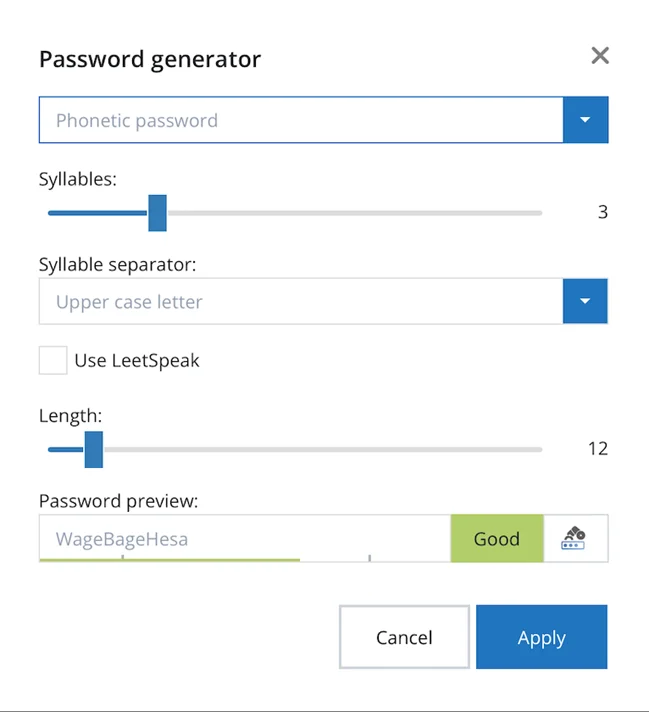 Password generator
Phonetic password
Syllables:
3
Syllable separator:
Upper case letter
Use LeetSpeak
Length:
12
Password preview:
WageBageHesa
Good
Cancel
Apply